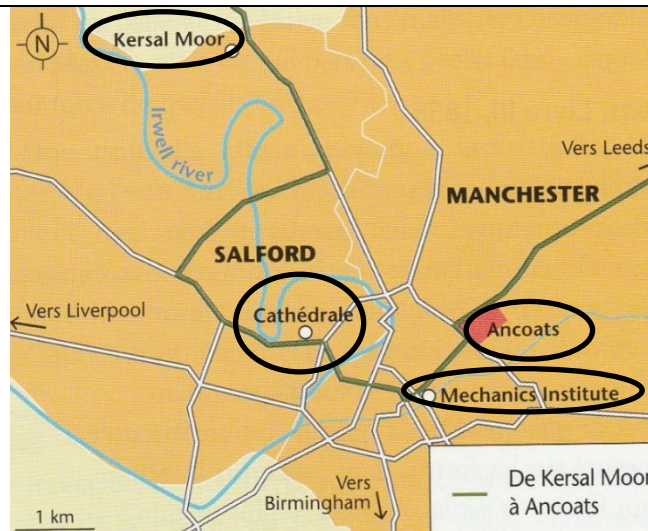 N
Kersal Moor
Irwell river
Vers Leeds
MANCHESTER
SALFORD
Vers Liverpool
Cathédrale
Ancoats
Mechanics Institute
Vers
Birmingham
1 km
De Kersal Moor
à Ancoats